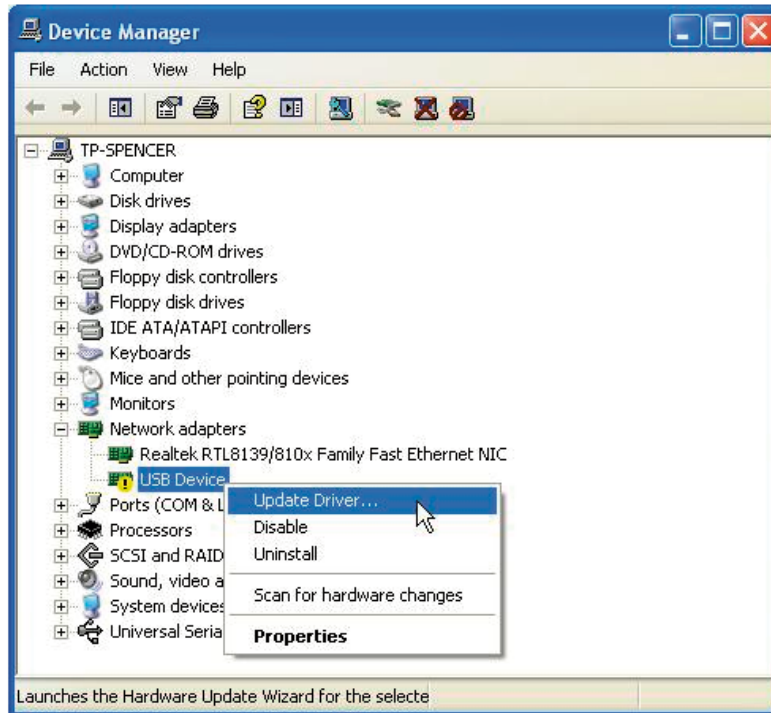 Device Manager
File Action View Help
TP-SPENCER
Computer
Disk drives
Display adapters
DVD/CD-ROM drives
Floppy disk controllers
Floppy disk drives
IDE ATA/ATAPI controllers
Keyboards
Mice and other pointing devices
Monitors
Network adapters
Realtek RTL8139/810x Family Fast Ethernet NIC
USB Device
Ports (COM & L
Update Driver...
Processors
Disable
SCSI and RAID
Uninstall
Sound, video a
Scan for hardware changes
System devices
Universal Seria
Properties
Launches the Hardware Update Wizard for the selecte